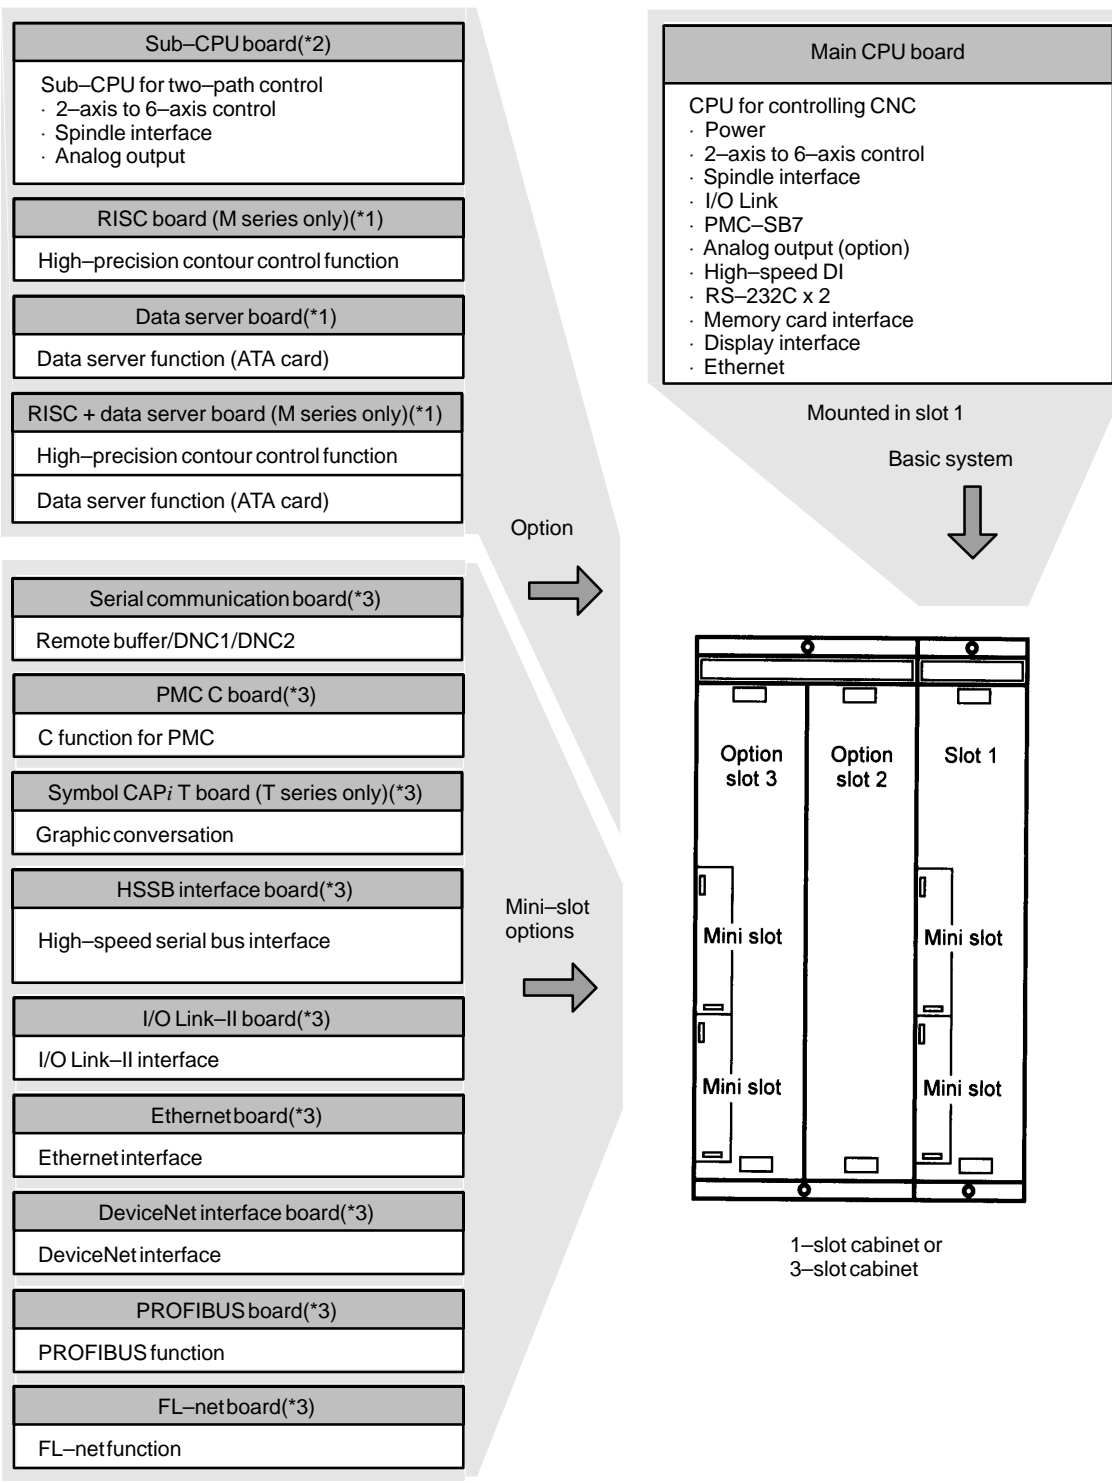 Sub–CPU board(*2)
Sub–CPU for two–path control
· 2–axis to 6–axis control
· Spindle interface
· Analog output
RISC board (M series only)(*1)
High–precision contour control function
Data server board(*1)
Data server function (ATA card)
RISC + data server board (M series only)(*1)
High–precision contour control function
Data server function (ATA card)
Option
Serial communication board(*3)
Remote buffer/DNC1/DNC2
PMC C board(*3)
C function for PMC
Symbol CAPi T board (T series only)(*3)
Graphic conversation
HSSB interface board(*3)
High–speed serial bus interface
I/O Link–II board(*3)
I/O Link–II interface
Ethernet board(*3)
Ethernet interface
DeviceNet interface board(*3)
DeviceNet interface
PROFIBUS board(*3)
PROFIBUS function
FL–net board(*3)
FL–net function
Mini–slot
options
Main CPU board
CPU for controlling CNC
· Power
· 2–axis to 6–axis control
· Spindle interface
· I/O Link
· PMC–SB7
· Analog output (option)
· High–speed DI
· RS–232C x 2
· Memory card interface
· Display interface
· Ethernet
Mounted in slot 1
Basic system
Option
slot 3
Option
slot 2
Slot 1
Mini slot
Mini slot
Mini slot
Mini slot
1–slot cabinet or
3–slot cabinet